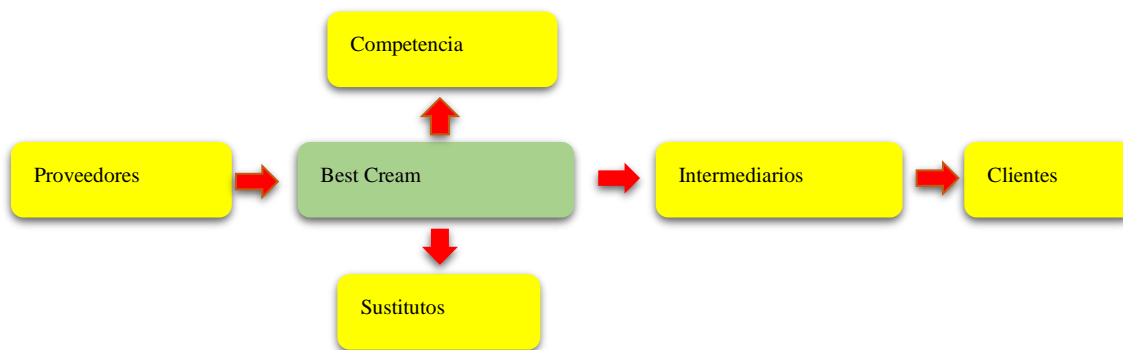 Competencia
Proveedores
Best Cream
Intermediarios
Clientes
Sustitutos